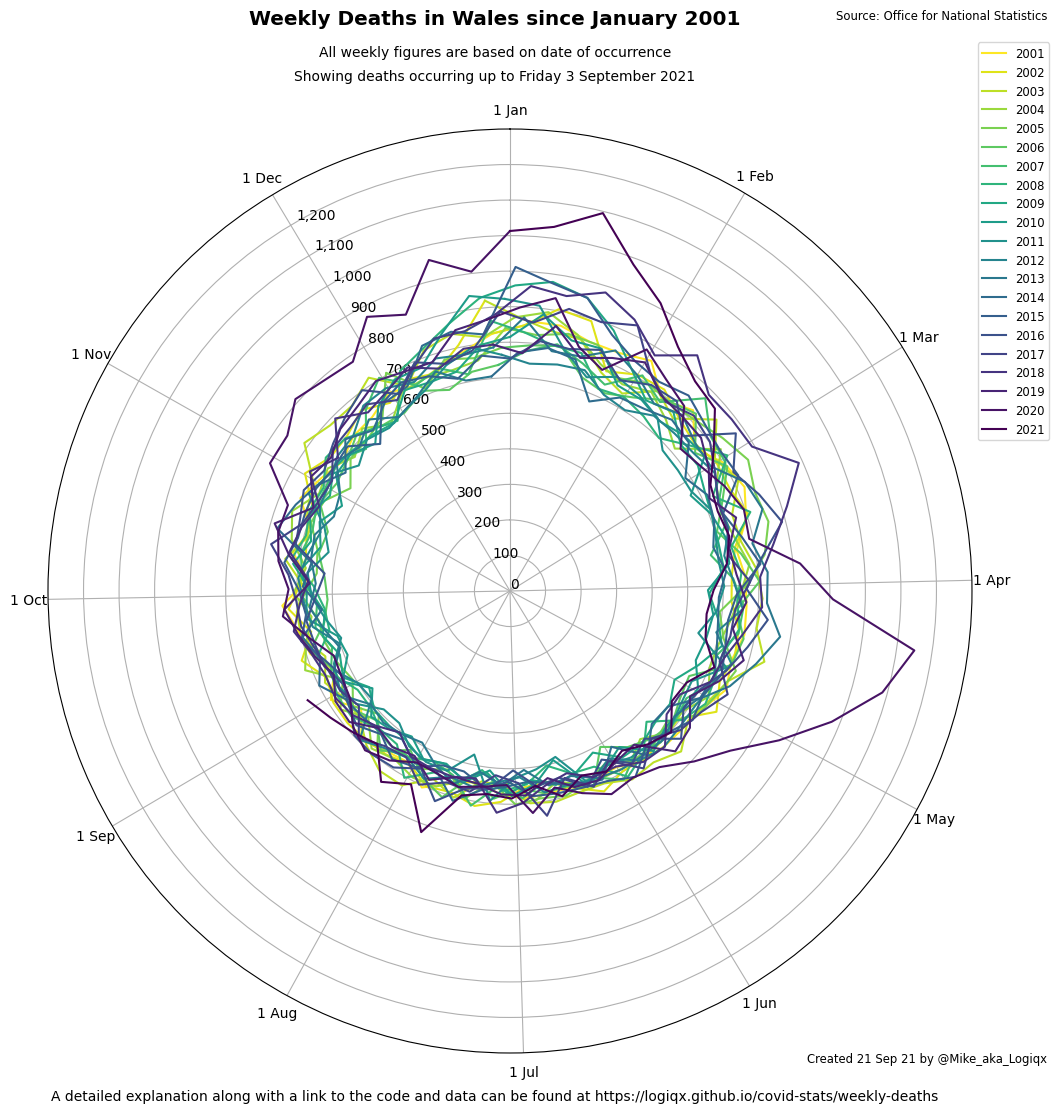 Weekly Deaths in Wales since January 2001
Source: Office for National Statistics
All weekly figures are based on date of occurrence
Showing deaths occurring up to Friday 3 September 2021
2001
2002
2003
2004
2005
2006
2007
2008
2009
2010
2011
2012
2013
2014
2015
2016
2017
2018
2019
2020
2021
1 Jan
1 Feb
1 Mar
1 Apr
1 May
1 Jun
1 Jul
1 Aug
1 Sep
1 Oct
1 Nov
1 Dec
1,200
1,100
1,000
900
800
700
600
500
400
300
200
100
0
Created 21 Sep 21 by @Mike_aka_Logiqx
A detailed explanation along with a link to the code and data can be found at https://logiqx.github.io/covid-stats/weekly-deaths